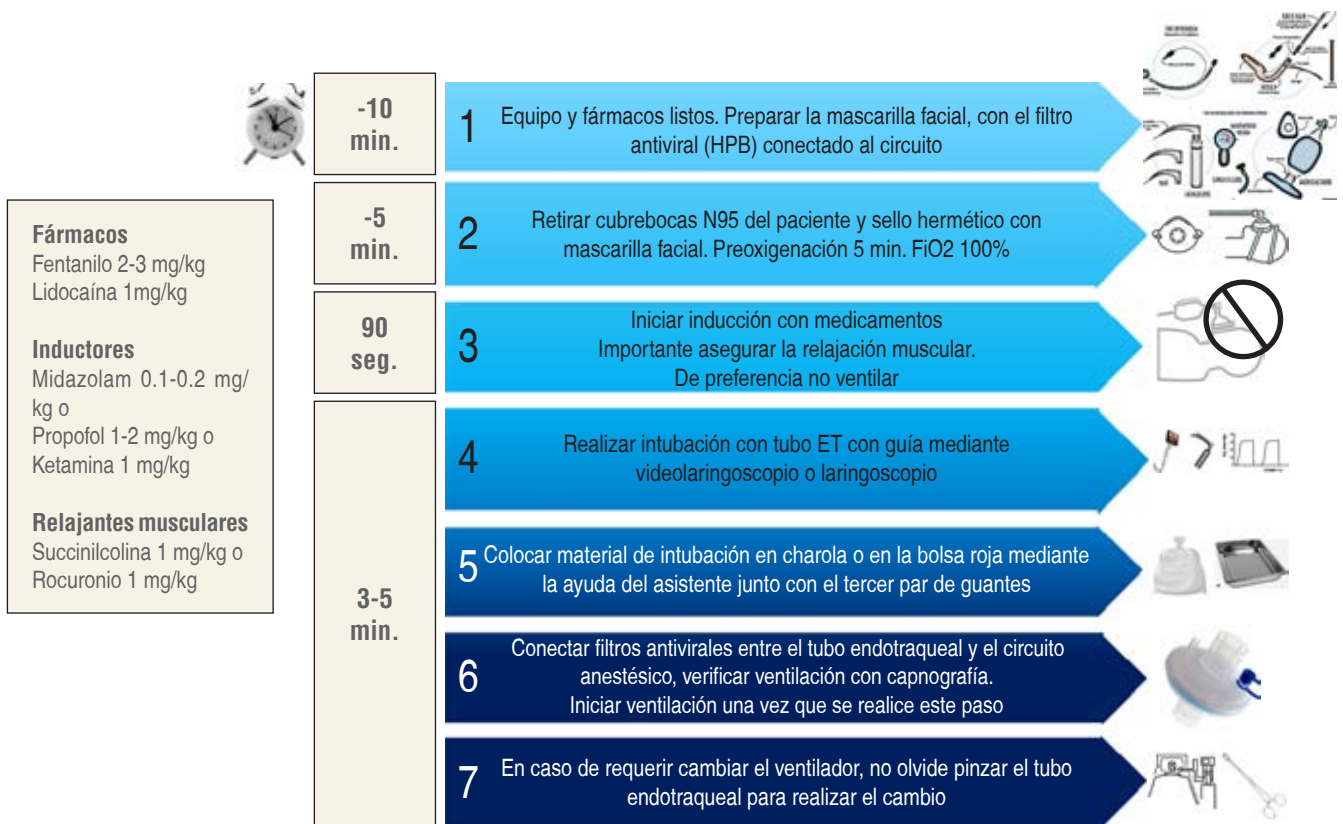 -10
min.
1
Equipo y fármacos listos. Preparar la mascarilla facial, con el filtro
antiviral (HPB) conectado al circuito
-5
min.
2
Retirar cubrebocas N95 del paciente y sello hermético con
mascarilla facial. Preoxigenación 5 min. FiO2 100%
90
seg.
3
Iniciar inducción con medicamentos
Importante asegurar la relajación muscular.
De preferencia no ventilar
3-5
min.
4
Realizar intubación con tubo ET con guía mediante
videolaringoscopio o laringoscopio
5
Colocar material de intubación en charola o en la bolsa roja mediante
la ayuda del asistente junto con el tercer par de guantes
6
Conectar filtros antivirales entre el tubo endotraqueal y el circuito
anestésico, verificar ventilación con capnografía.
Iniciar ventilación una vez que se realice este paso
7
En caso de requerir cambiar el ventilador, no olvide pinzar el tubo
endotraqueal para realizar el cambio
Fármacos
Fentanilo 2-3 mg/kg
Lidocaína 1mg/kg
Inductores
Midazolam 0.1-0.2 mg/
kg o
Propofol 1-2 mg/kg o
Ketamina 1 mg/kg
Relajantes musculares
Succinilcolina 1 mg/kg o
Rocuronio 1 mg/kg